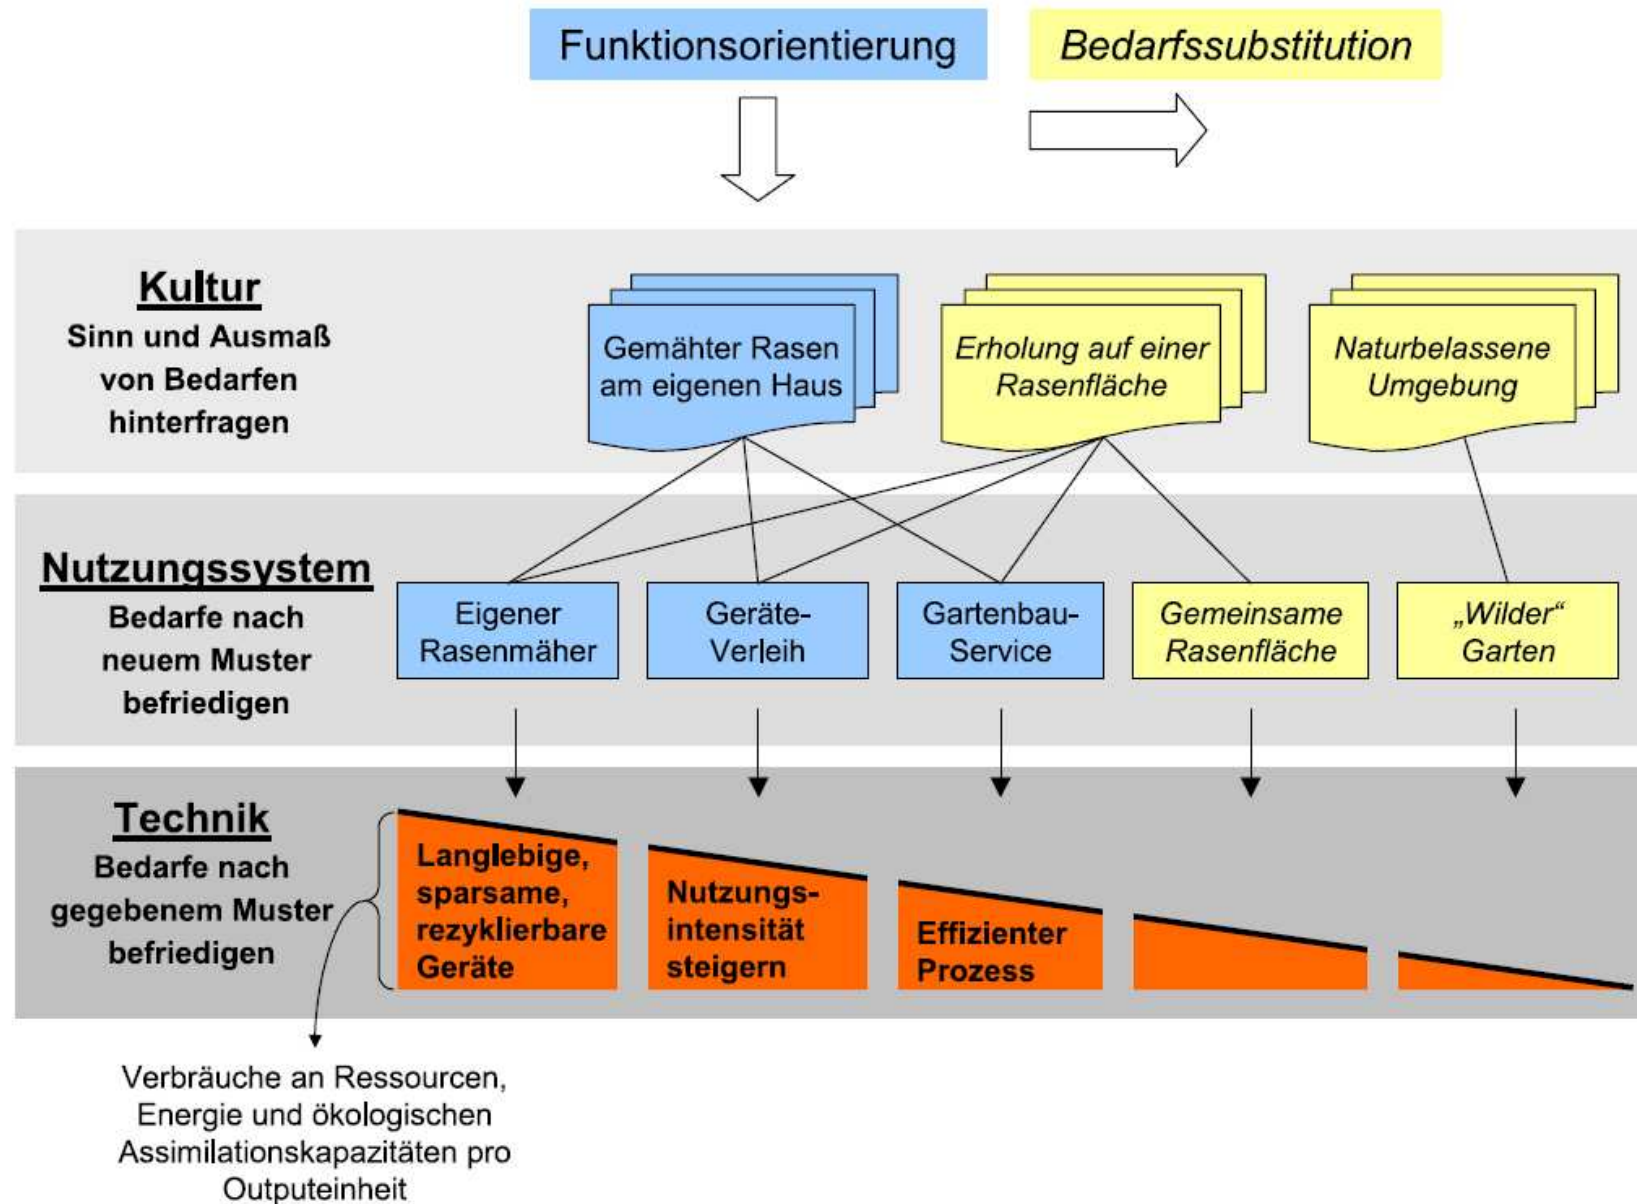 Funktionsorientierung
Bedarfssubstitution
Kultur
Sinn und Ausmaß
von Bedarfen
hinterfragen
Gemähter Rasen
am eigenen Haus
Erholung auf einer
Rasenfläche
Naturbelassene
Umgebung
Nutzungssystem
Bedarfe nach
neuem Muster
befriedigen
Eigener
Rasenmäher
Geräte-
Verleih
Gartenbau-
Service
Gemeinsame
Rasenfläche
„Wilder“
Garten
Technik
Bedarfe nach
gegebenem Muster
befriedigen
Langlebige,
sparsame,
rezyklierbare
Geräte
Nutzungs-
intensität
steigern
Effizienter
Prozess
Verbräuche an Ressourcen,
Energie und ökologischen
Assimilationskapazitäten pro
Outputeinheit